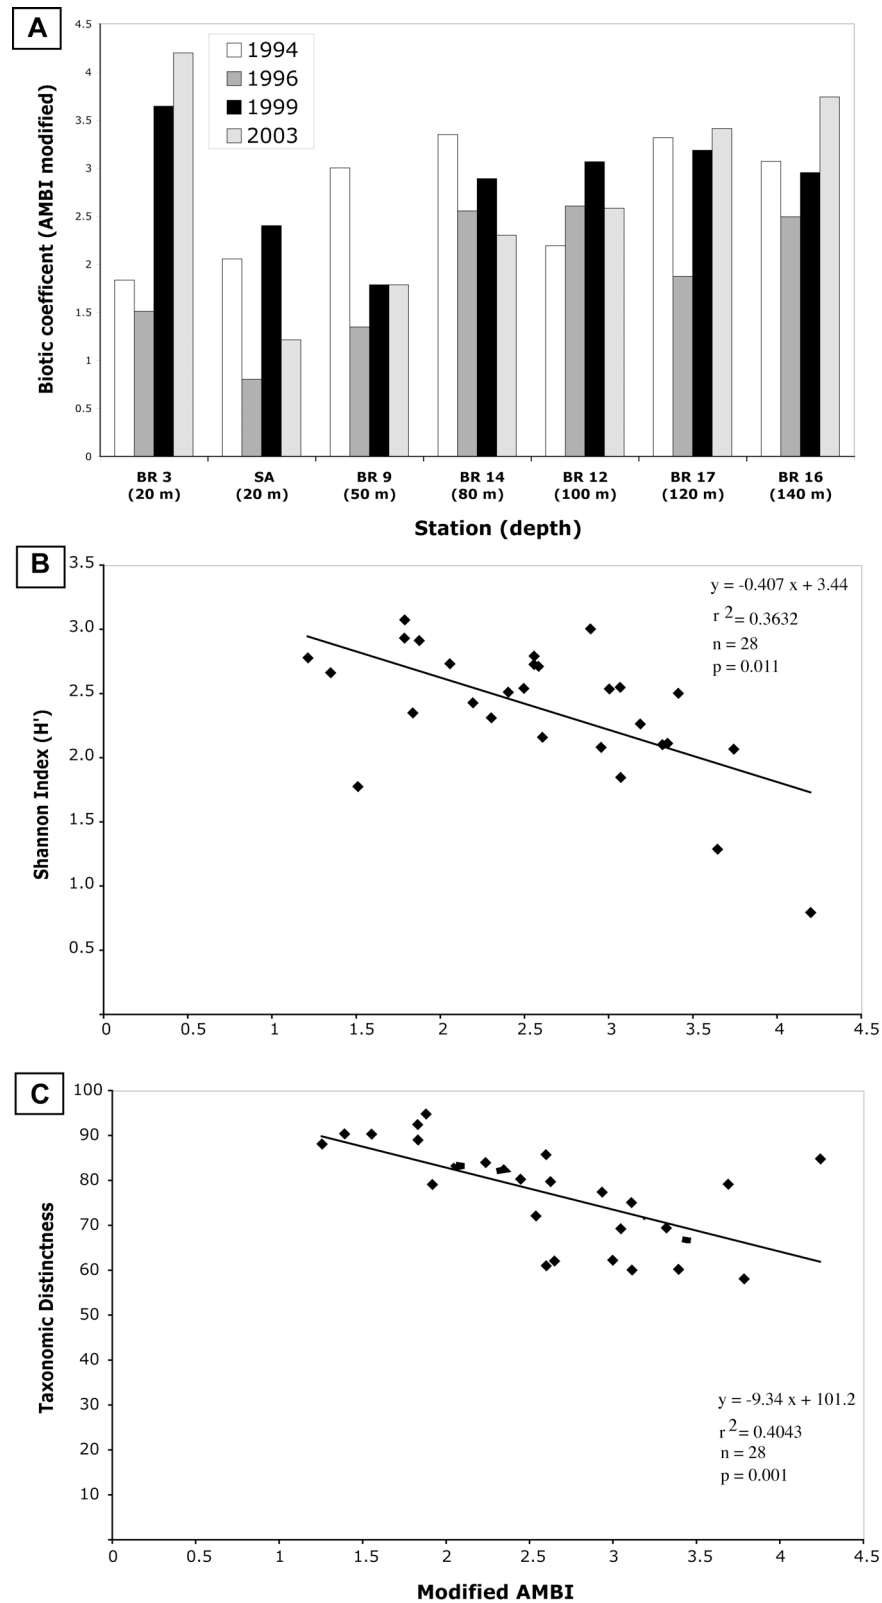 A
4.5
4
3.5
3
2.5
2
1.5
1
0.5
0
Biotic coefficent (AMBI modified)
1994
1996
1999
2003
BR 3 SA BR 9 BR 14 BR 12 BR 17 BR 16
(20 m) (20 m) (50 m) (80 m) (100 m) (120 m) (140 m)
Station (depth)
B
3.5
3.0
2.5
2.0
1.5
1.0
0.5
Shannon Index (H')
y = -0.407 x + 3.44
r 2 = 0.3632
n = 28
p = 0.011
0 0.5 1 1.5 2 2.5 3 3.5 4 4.5
C
100
90
80
70
60
50
40
30
20
10
Taxonomic Distinctness
y = -9.34 x + 101.2
r 2 = 0.4043
n = 28
p = 0.001
0 0.5 1 1.5 2 2.5 3 3.5 4 4.5
Modified AMBI